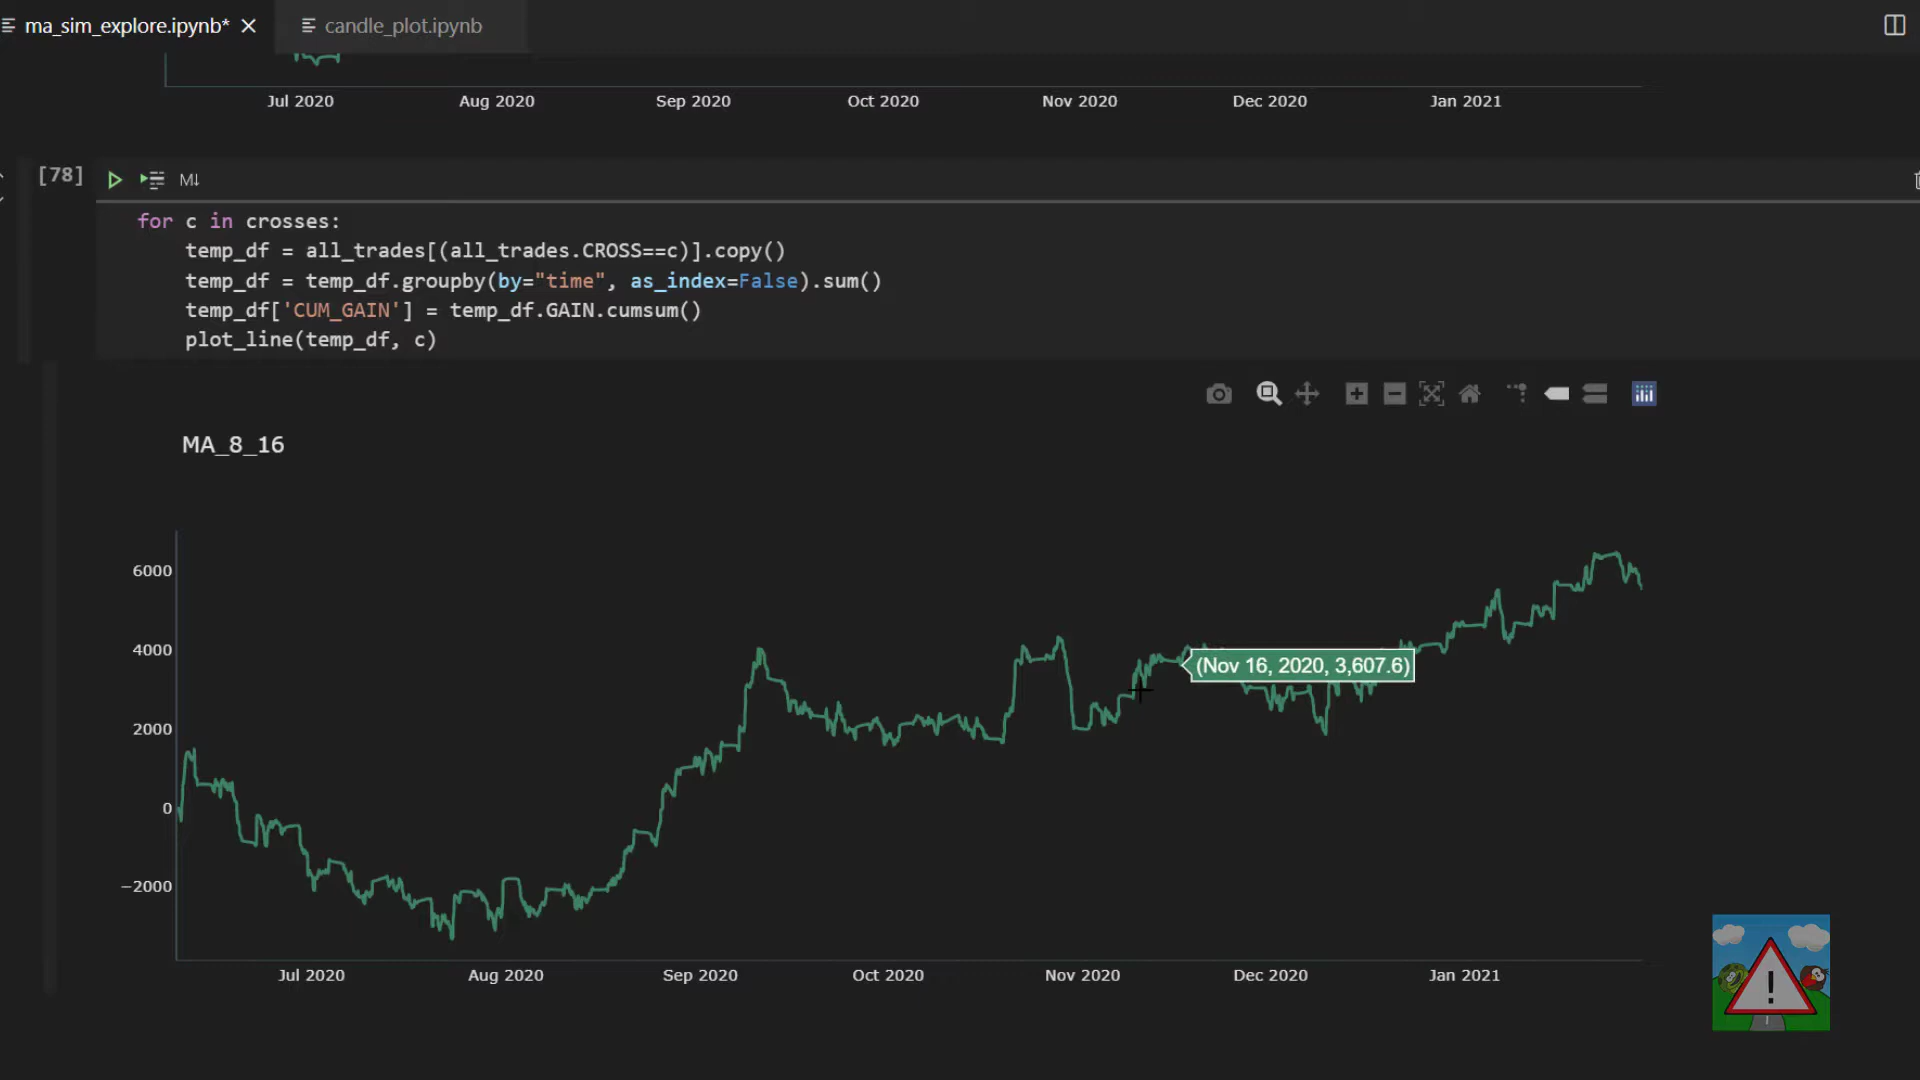 ma_sim_explore.ipynb*
candle_plot.ipynb
Jul 2020 Aug 2020 Sep 2020 Oct 2020 Nov 2020 Dec 2020 Jan 2021
[78]
M↓
for c in crosses:
temp_df = all_trades[(all_trades.CROSS==c)].copy()
temp_df = temp_df.groupby(by="time", as_index=False).sum()
temp_df['CUM_GAIN'] = temp_df.GAIN.cumsum()
plot_line(temp_df, c)
MA_8_16
6000
4000
(Nov 16, 2020, 3,607.6)
2000
0
−2000
Jul 2020 Aug 2020 Sep 2020 Oct 2020 Nov 2020 Dec 2020 Jan 2021
!